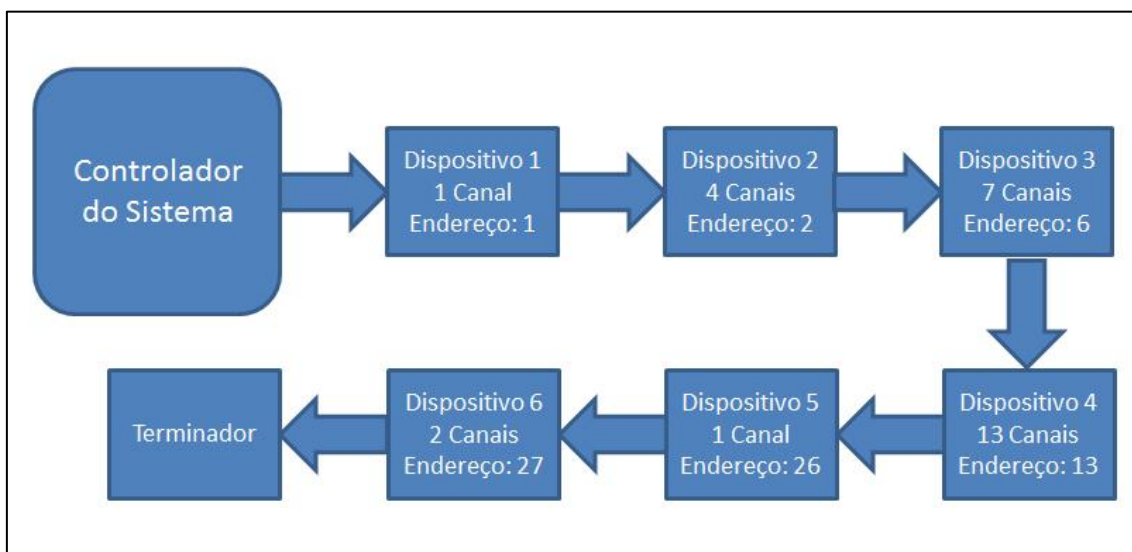 Controlador
do Sistema
Dispositivo 1
1 Canal
Endereço: 1
Dispositivo 2
4 Canais
Endereço: 2
Dispositivo 3
7 Canais
Endereço: 6
Dispositivo 4
13 Canais
Endereço: 13
Dispositivo 5
1 Canal
Endereço: 26
Dispositivo 6
2 Canais
Endereço: 27
Terminador